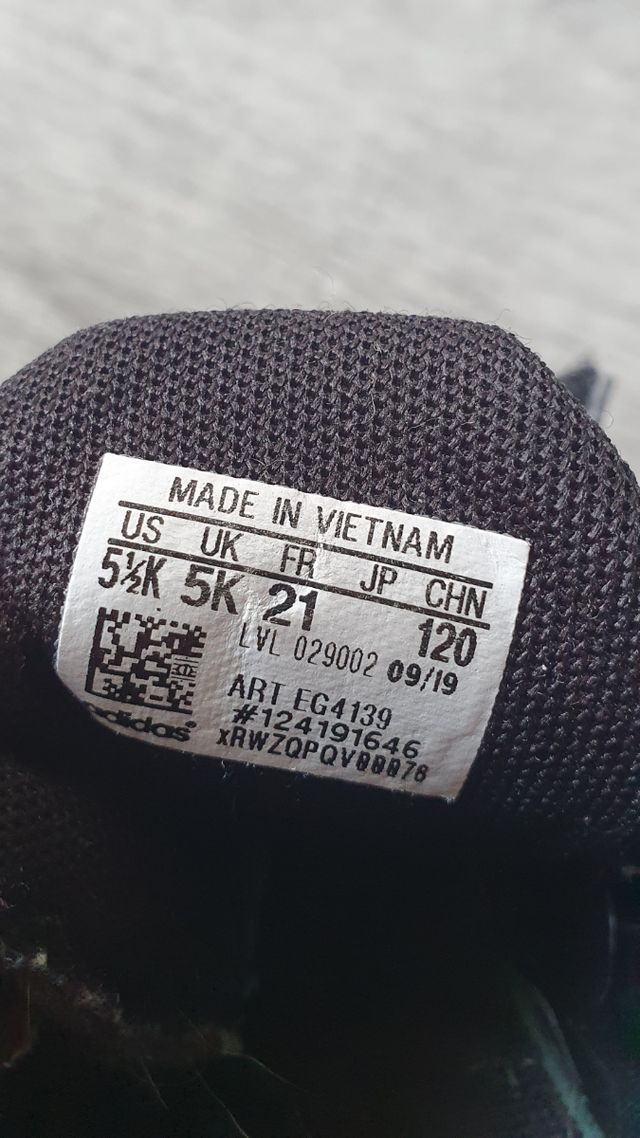 MADE IN VIETNAM
US UK FR JP CHN
5½K 5K 21 120
LVL 029002 09/19
ART EG4139
#124191646
adidas xRWZQPQV00078